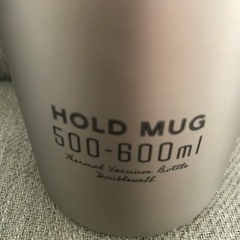 HOLD MUG
500-600ml
Thermal Vacuum Bottle
Doublewall